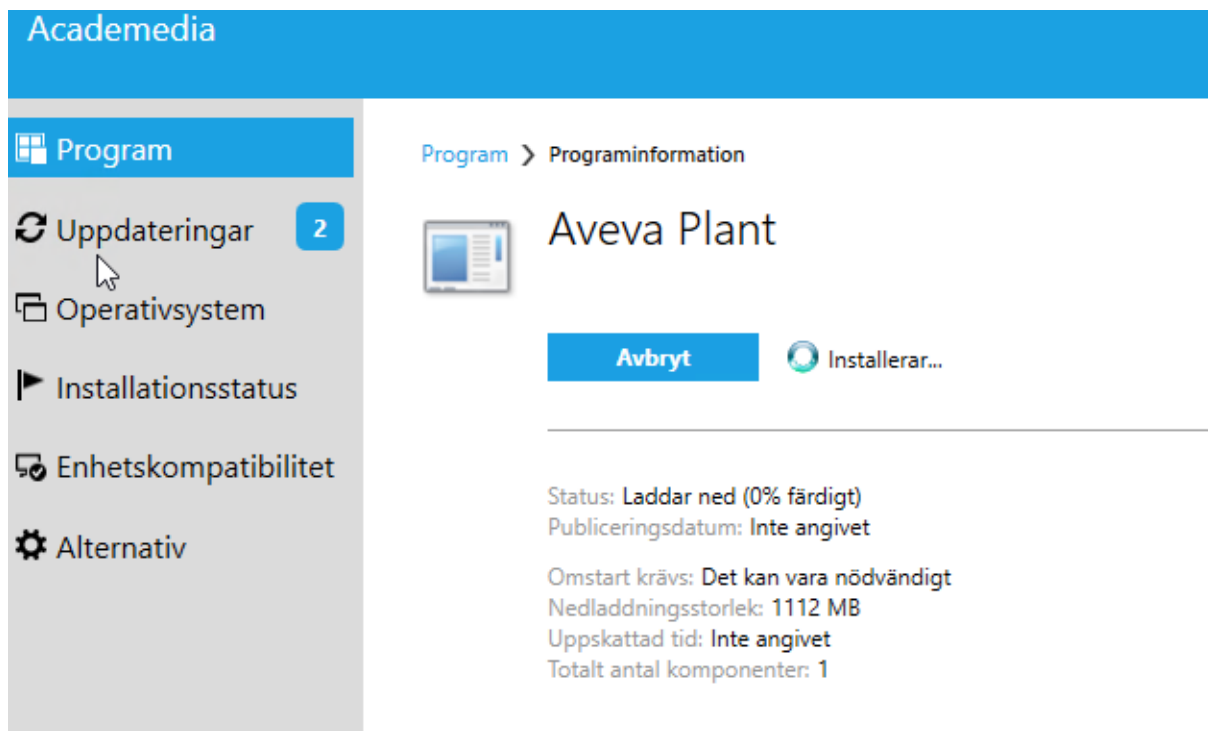 Academedia
Program
Uppdateringar 2
Operativsystem
Installationsstatus
Enhetskompatibilitet
Alternativ
Program ❯ Programinformation
Aveva Plant
Avbryt Installerar...
Status: Laddar ned (0% färdigt)
Publiceringsdatum: Inte angivet
Omstart krävs: Det kan vara nödvändigt
Nedladdningsstorlek: 1112 MB
Uppskattad tid: Inte angivet
Totalt antal komponenter: 1